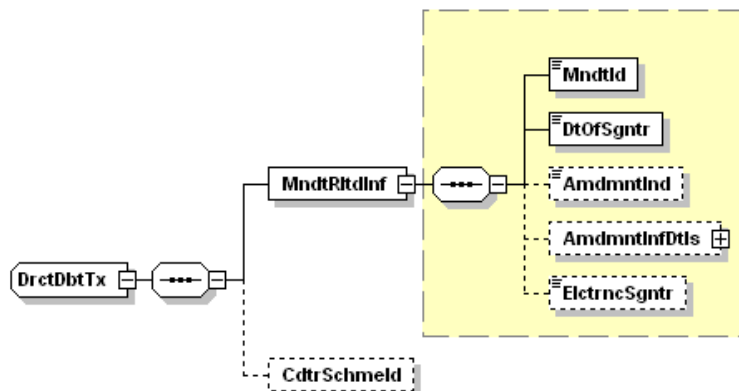 MndtId
DtOfSgntr
AmdmntInd
MndtRltdInf
AmdmntInfDtls
DrctDbtTx
ElctrncSgntr
CdtrSchmeId